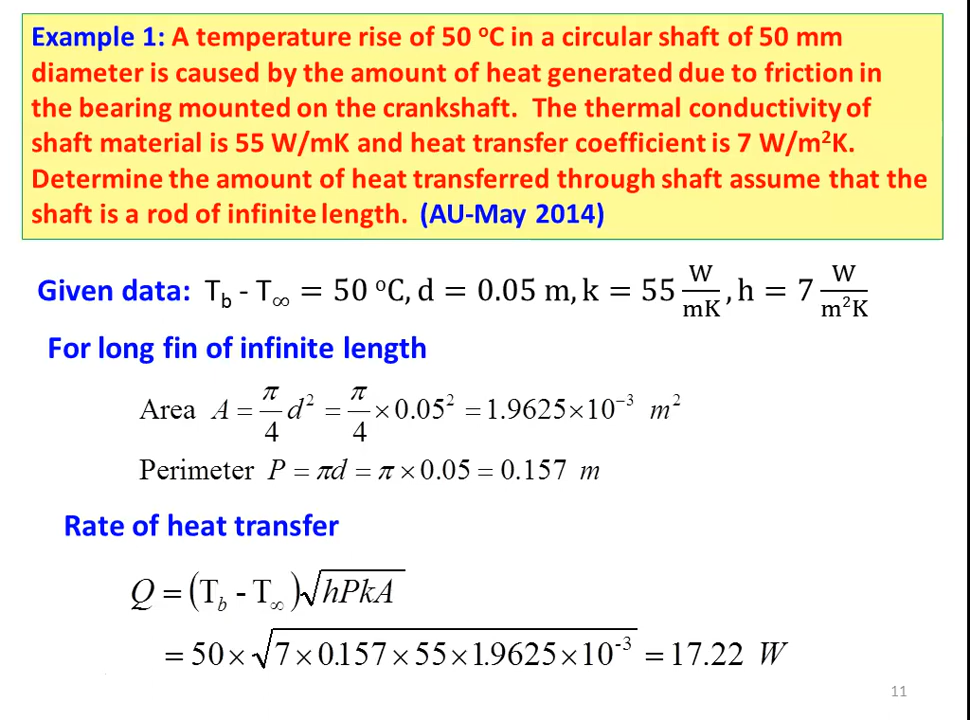 Example 1: A temperature rise of 50 °C in a circular shaft of 50 mm
diameter is caused by the amount of heat generated due to friction in
the bearing mounted on the crankshaft. The thermal conductivity of
shaft material is 55 W/mK and heat transfer coefficient is 7 W/m²K.
Determine the amount of heat transferred through shaft assume that the
shaft is a rod of infinite length. (AU-May 2014)
Given data: T_b - T_∞ = 50 °C, d = 0.05 m, k = 55 W/mK, h = 7 W/m²K
For long fin of infinite length
Area A = π/4 d² = π/4 × 0.05² = 1.9625×10⁻³ m²
Perimeter P = πd = π × 0.05 = 0.157 m
Rate of heat transfer
Q = (T_b - T_∞)√hPkA
= 50 × √7 × 0.157 × 55 × 1.9625 × 10⁻³ = 17.22 W
11